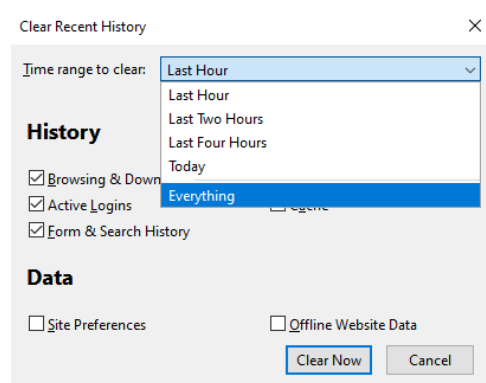 Clear Recent History
Time range to clear: Last Hour
Last Hour
Last Two Hours
Last Four Hours
Today
Everything
History
Browsing & Down
Active Logins
Cache
Form & Search History
Data
Site Preferences
Offline Website Data
Clear Now
Cancel